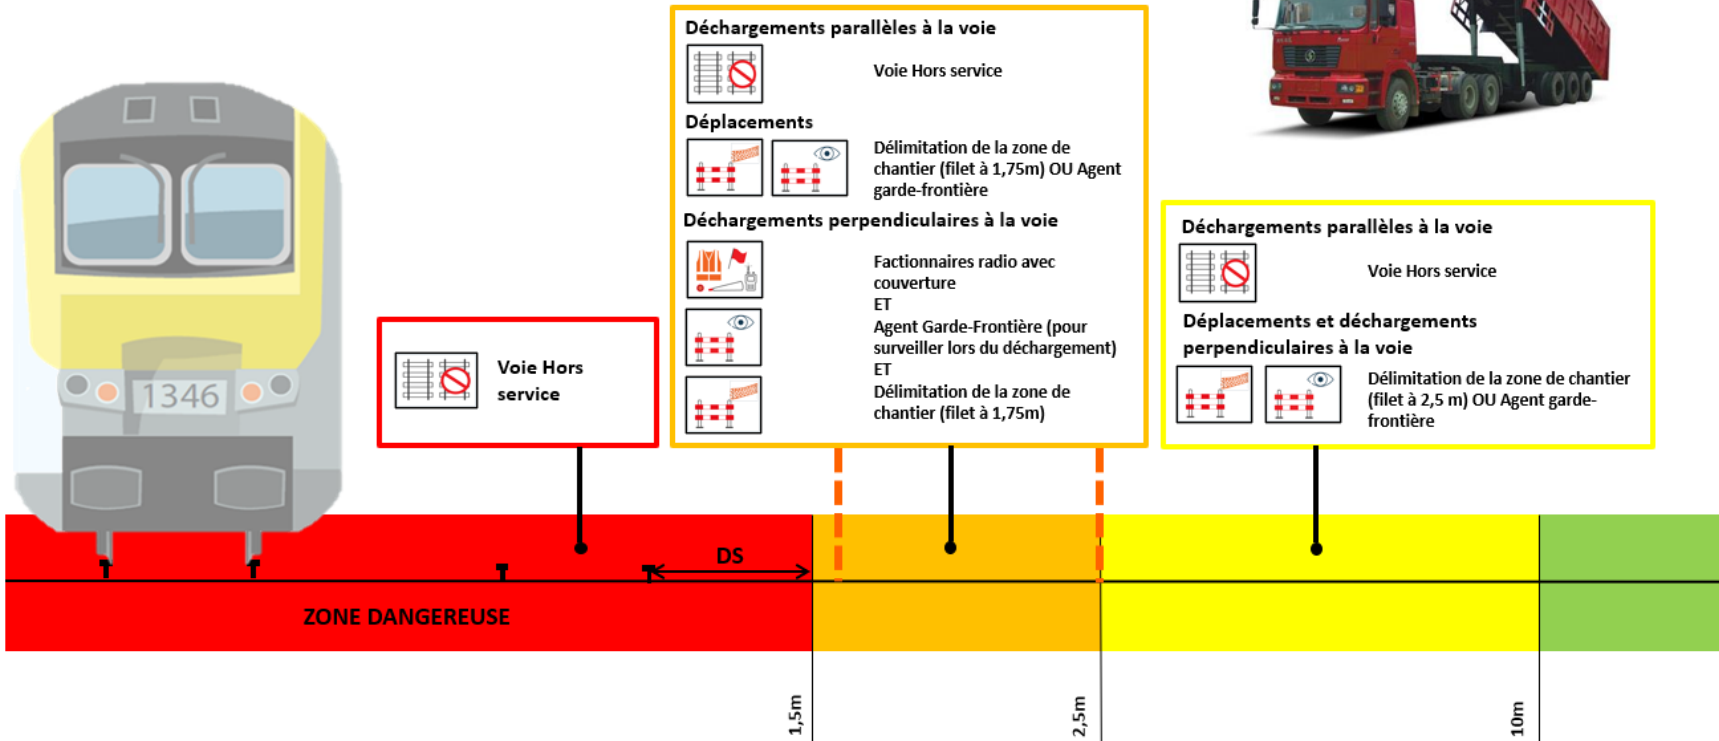 Déchargements parallèles à la voie
Voie Hors service
Déplacements
Délimitation de la zone de
chantier (filet à 1,75m) OU Agent
garde-frontière
Déchargements perpendiculaires à la voie
Factionnaires radio avec
couverture
ET
Agent Garde-Frontière (pour
surveiller lors du déchargement)
ET
Délimitation de la zone de
chantier (filet à 1,75m)
Déchargements parallèles à la voie
Voie Hors service
Déplacements et déchargements
perpendiculaires à la voie
Délimitation de la zone de chantier
(filet à 2,5 m) OU Agent garde-
frontière
Voie Hors
service
1346
DS
ZONE DANGEREUSE
1,5m
2,5m
10m